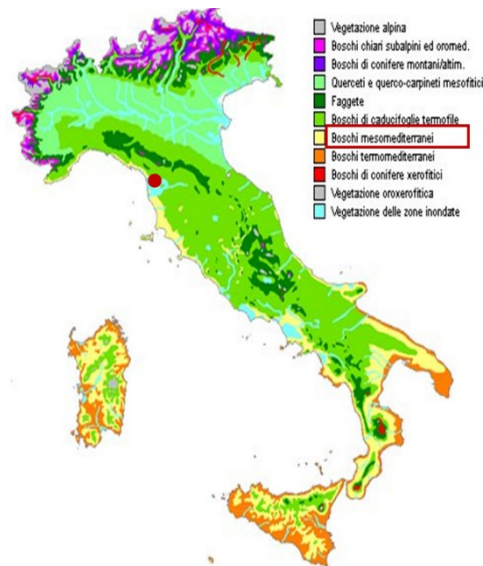 Vegetazione alpina
Boschi chiari subalpini ed oromed.
Boschi di conifere montani/altim.
Querceti e querco-carpineti mesofitici
Faggete
Boschi di caducifoglie termofile
Boschi mesomediterranei
Boschi termomediterranei
Boschi di conifere xerofitici
Vegetazione oroxerofitica
Vegetazione delle zone inondate